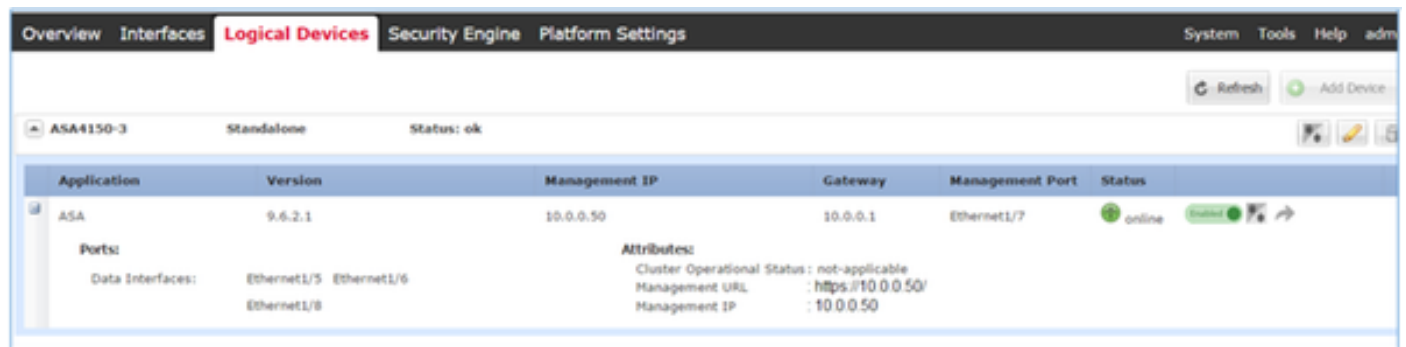 Overview Interfaces Logical Devices Security Engine Platform Settings System Tools Help adm
Refresh Add Device
ASA4150-3 Standalone Status: ok
Application Version Management IP Gateway Management Port Status
ASA 9.6.2.1 10.0.0.50 10.0.0.1 Ethernet1/7 online Enabled
Ports: Attributes:
Cluster Operational Status : not-applicable
Data Interfaces: Ethernet1/5 Ethernet1/6 Management URL : https://10.0.0.50/
Ethernet1/8 Management IP : 10.0.0.50